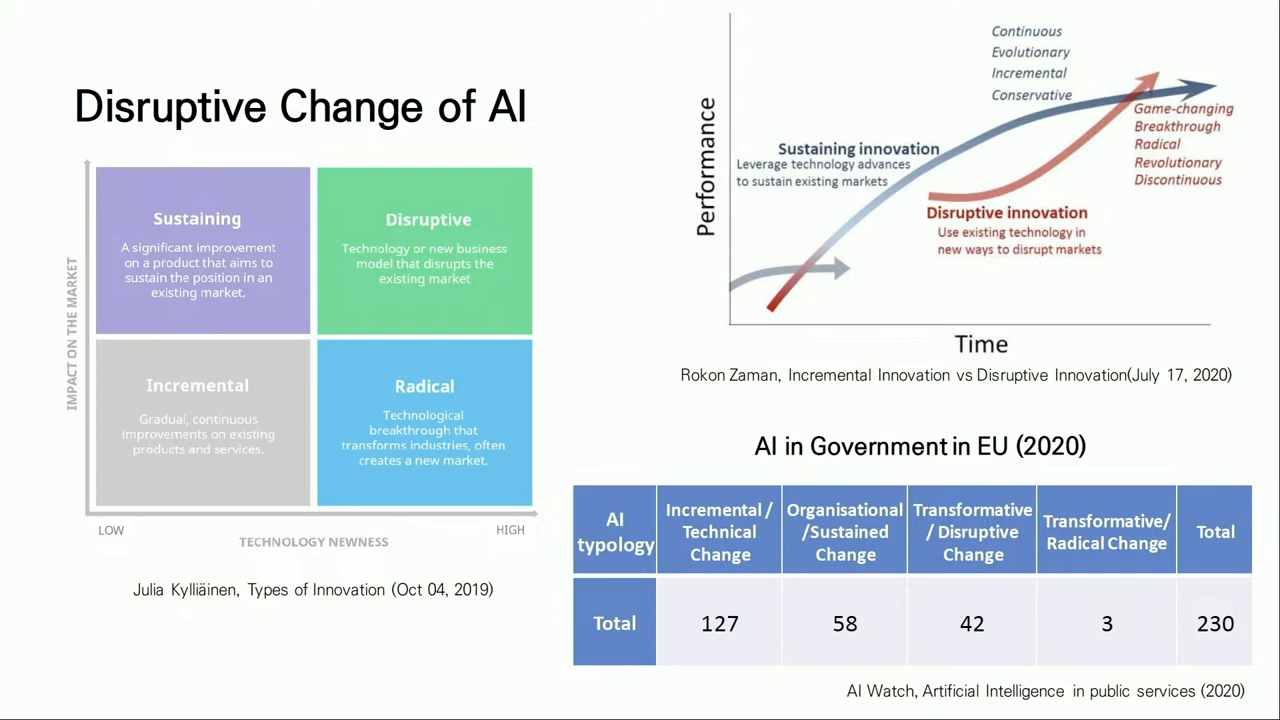 Disruptive Change of AI
IMPACT ON THE MARKET
Sustaining
A significant improvement
on a product that aims to
sustain the position in an
existing market.
Disruptive
Technology or new business
model that disrupts the
existing market
Incremental
Gradual, continuous
improvements on existing
products and services.
Radical
Technological
breakthrough that
transforms industries, often
creates a new market.
LOW
HIGH
TECHNOLOGY NEWNESS
Julia Kylliäinen, Types of Innovation (Oct 04, 2019)
Performance
Continuous
Evolutionary
Incremental
Conservative
Game-changing
Breakthrough
Radical
Revolutionary
Discontinuous
Sustaining innovation
Leverage technology advances
to sustain existing markets
Disruptive innovation
Use existing technology in
new ways to disrupt markets
Time
Rokon Zaman, Incremental Innovation vs Disruptive Innovation(July 17, 2020)
AI in Government in EU (2020)
AI
typology
Incremental /
Technical
Change
Organisational
/Sustained
Change
Transformative
/ Disruptive
Change
Transformative/
Radical Change
Total
Total 127 58 42 3 230
AI Watch, Artificial Intelligence in public services (2020)